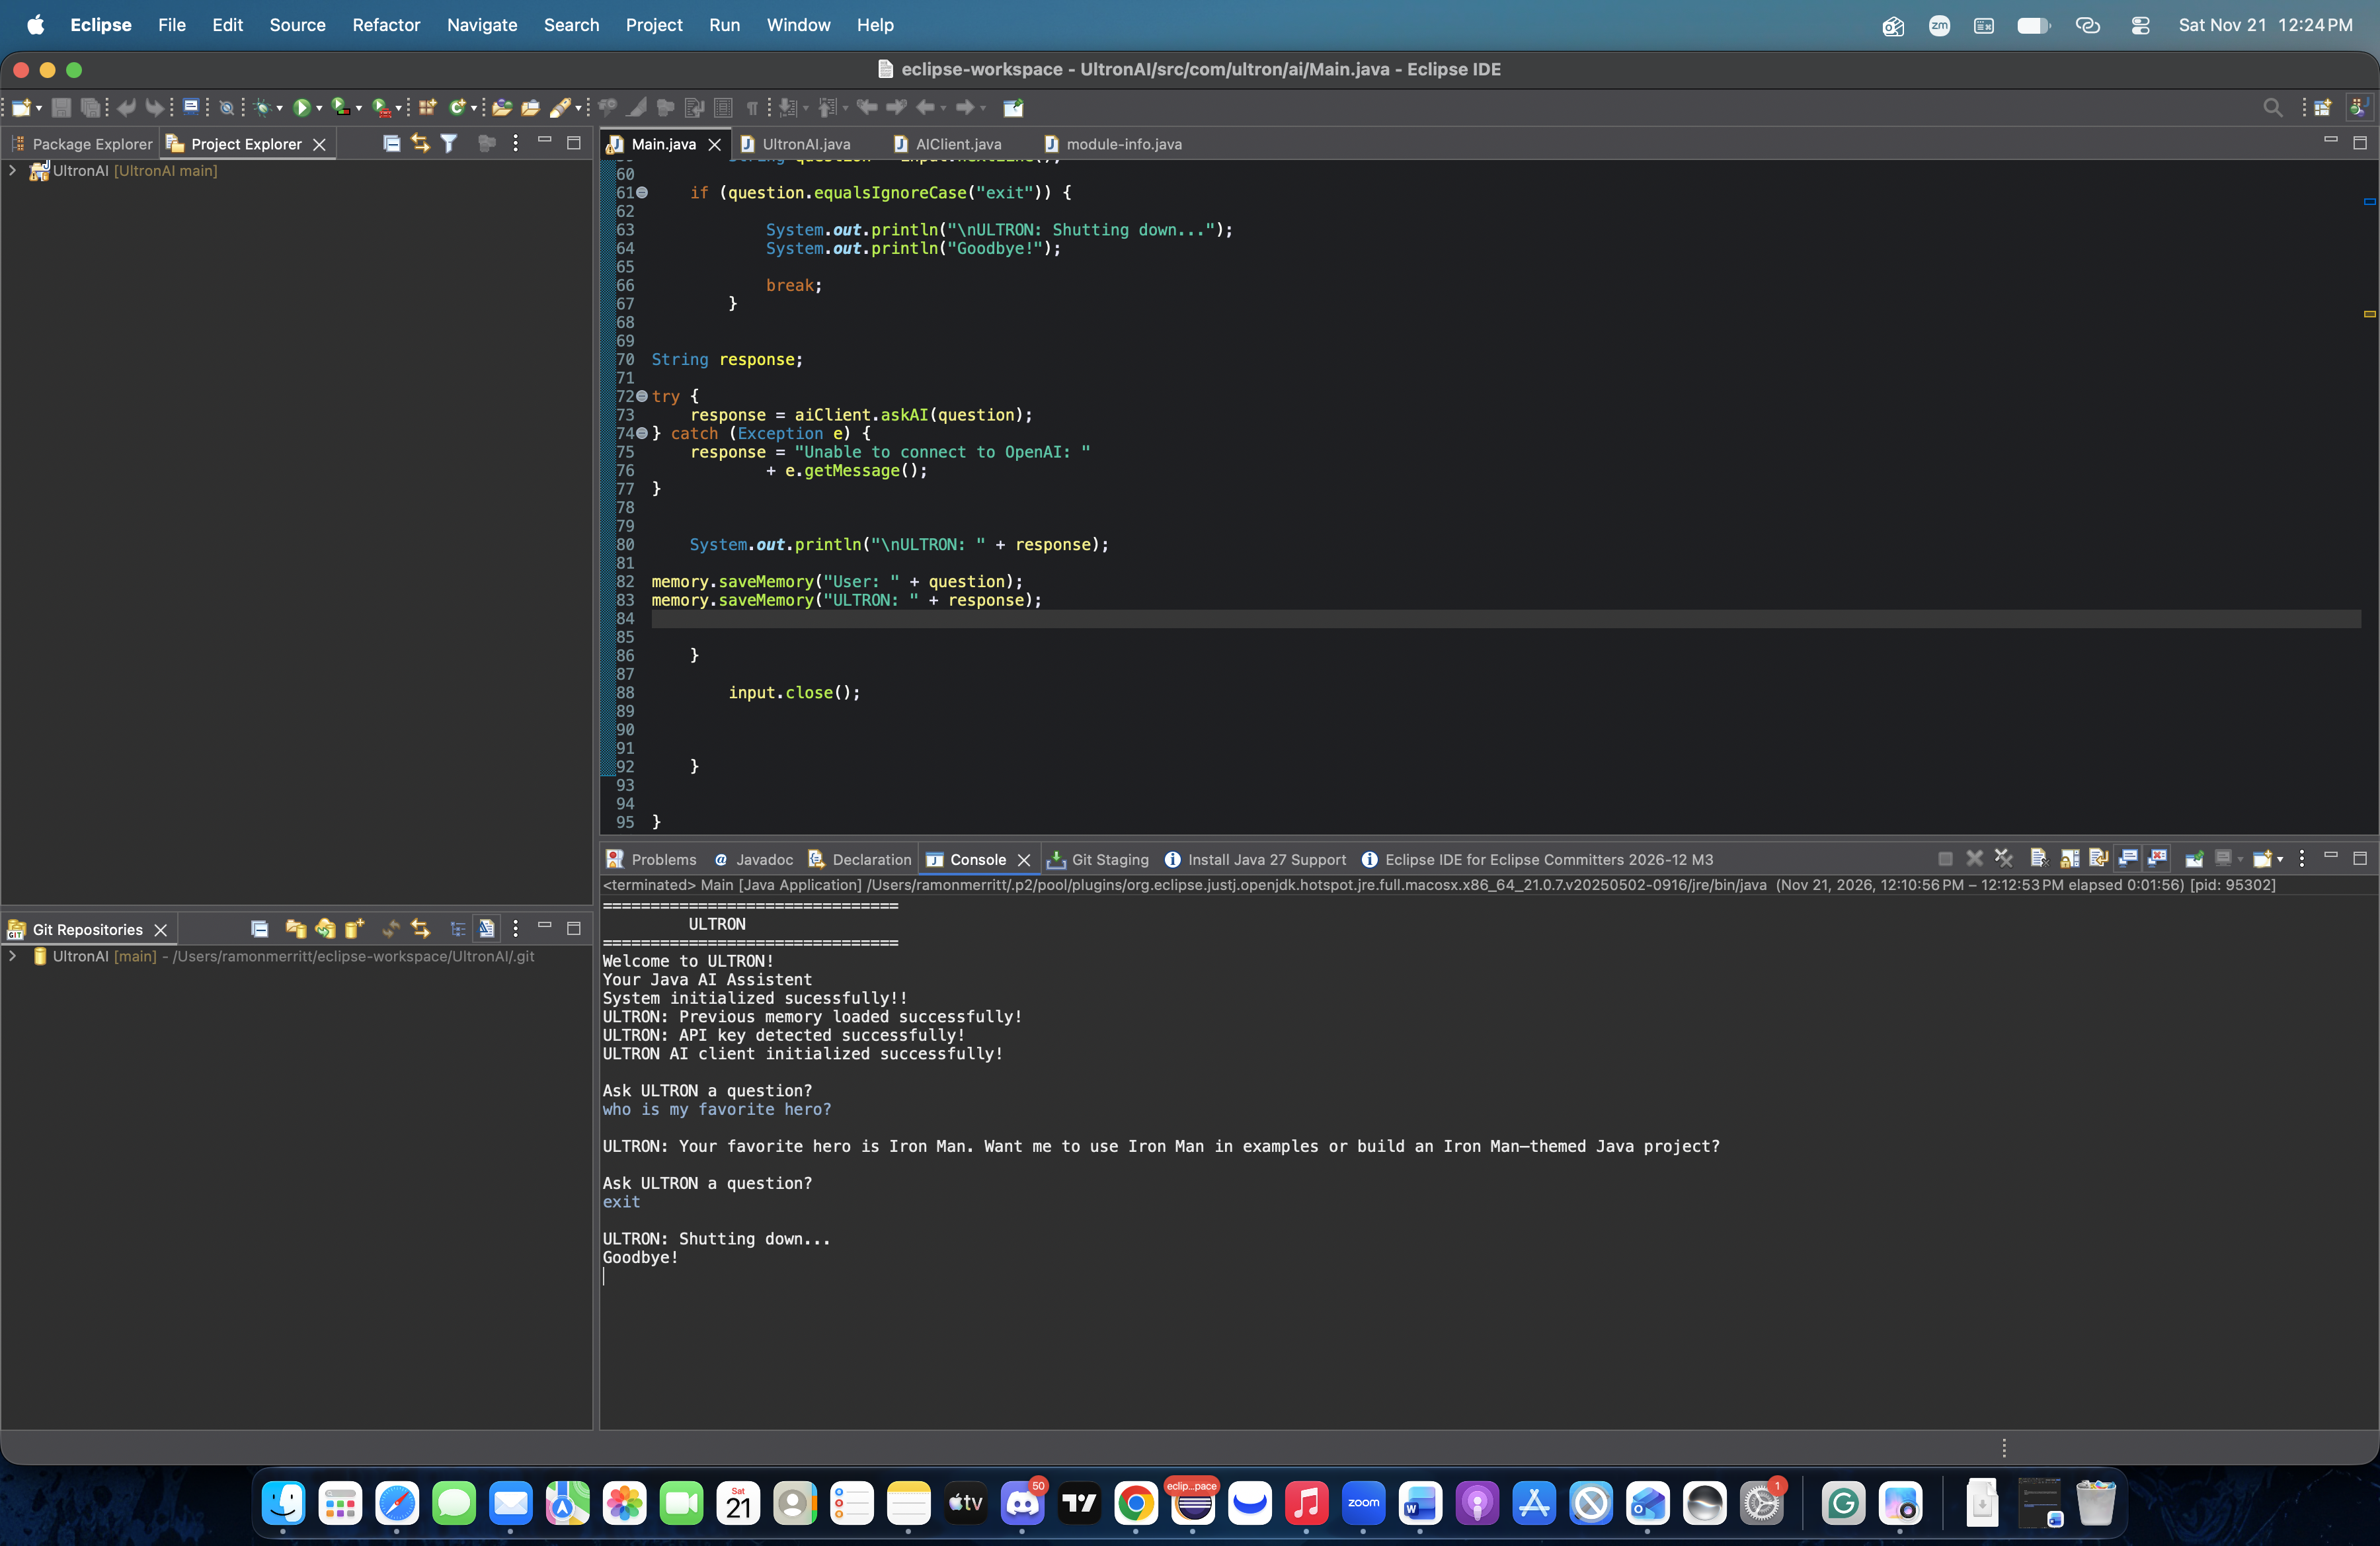 Eclipse File Edit Source Refactor Navigate Search Project Run Window Help
zm
Sat Nov 21 12:24 PM
eclipse-workspace - UltronAI/src/com/ultron/ai/Main.java - Eclipse IDE
Package Explorer
Project Explorer
UltronAI [UltronAI main]
Main.java
UltronAI.java
AIClient.java
module-info.java
60
61 if (question.equalsIgnoreCase("exit")) {
62
63 System.out.println("\nULTRON: Shutting down...");
64 System.out.println("Goodbye!");
65
66 break;
67 }
68
69
70 String response;
71
72 try {
73 response = aiClient.askAI(question);
74 } catch (Exception e) {
75 response = "Unable to connect to OpenAI: "
76 + e.getMessage();
77 }
78
79
80 System.out.println("\nULTRON: " + response);
81
82 memory.saveMemory("User: " + question);
83 memory.saveMemory("ULTRON: " + response);
84
85
86 }
87
88 input.close();
89
90
91
92 }
93
94
95 }
Problems
Javadoc
Declaration
Console
Git Staging
Install Java 27 Support
Eclipse IDE for Eclipse Committers 2026-12 M3
<terminated> Main [Java Application] /Users/ramonmerritt/.p2/pool/plugins/org.eclipse.justj.openjdk.hotspot.jre.full.macosx.x86_64_21.0.7.v20250502-0916/jre/bin/java (Nov 21, 2026, 12:10:56 PM – 12:12:53 PM elapsed 0:01:56) [pid: 95302]
===============================
ULTRON
===============================
Welcome to ULTRON!
Your Java AI Assistent
System initialized sucessfully!!
ULTRON: Previous memory loaded successfully!
ULTRON: API key detected successfully!
ULTRON AI client initialized successfully!
Ask ULTRON a question?
who is my favorite hero?
ULTRON: Your favorite hero is Iron Man. Want me to use Iron Man in examples or build an Iron Man–themed Java project?
Ask ULTRON a question?
exit
ULTRON: Shutting down...
Goodbye!
GIT
Git Repositories
UltronAI [main] - /Users/ramonmerritt/eclipse-workspace/UltronAI/.git
Sat
21
tv
50
eclip...pace
zoom
W
1